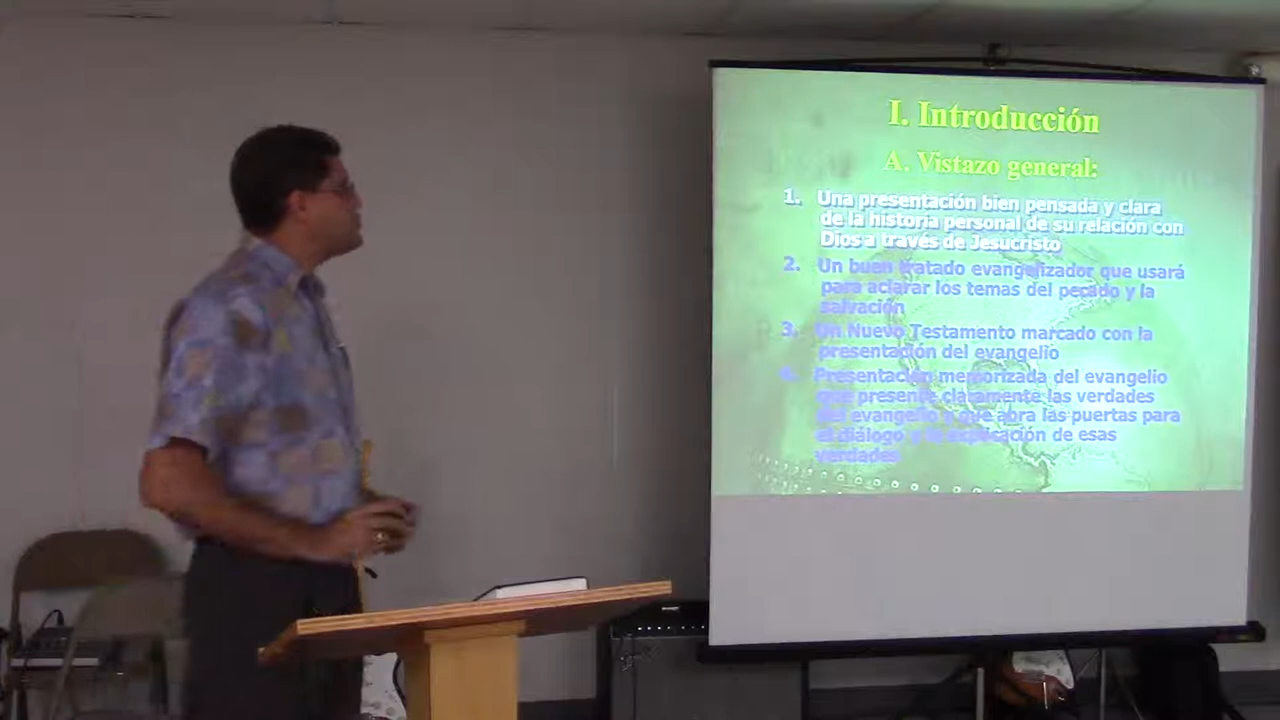 I. Introducción
A. Vistazo general:
1. Una presentación bien pensada y clara
de la historia personal de su relación con
Dios a través de Jesucristo
2. Un buen tratado evangelizador que usará
para aclarar los temas del pecado y la
salvación
3. Un Nuevo Testamento marcado con la
presentación del evangelio
4. Presentación memorizada del evangelio
que presente claramente las verdades
del evangelio y que abra las puertas para
el diálogo y la explicación de esas
verdades